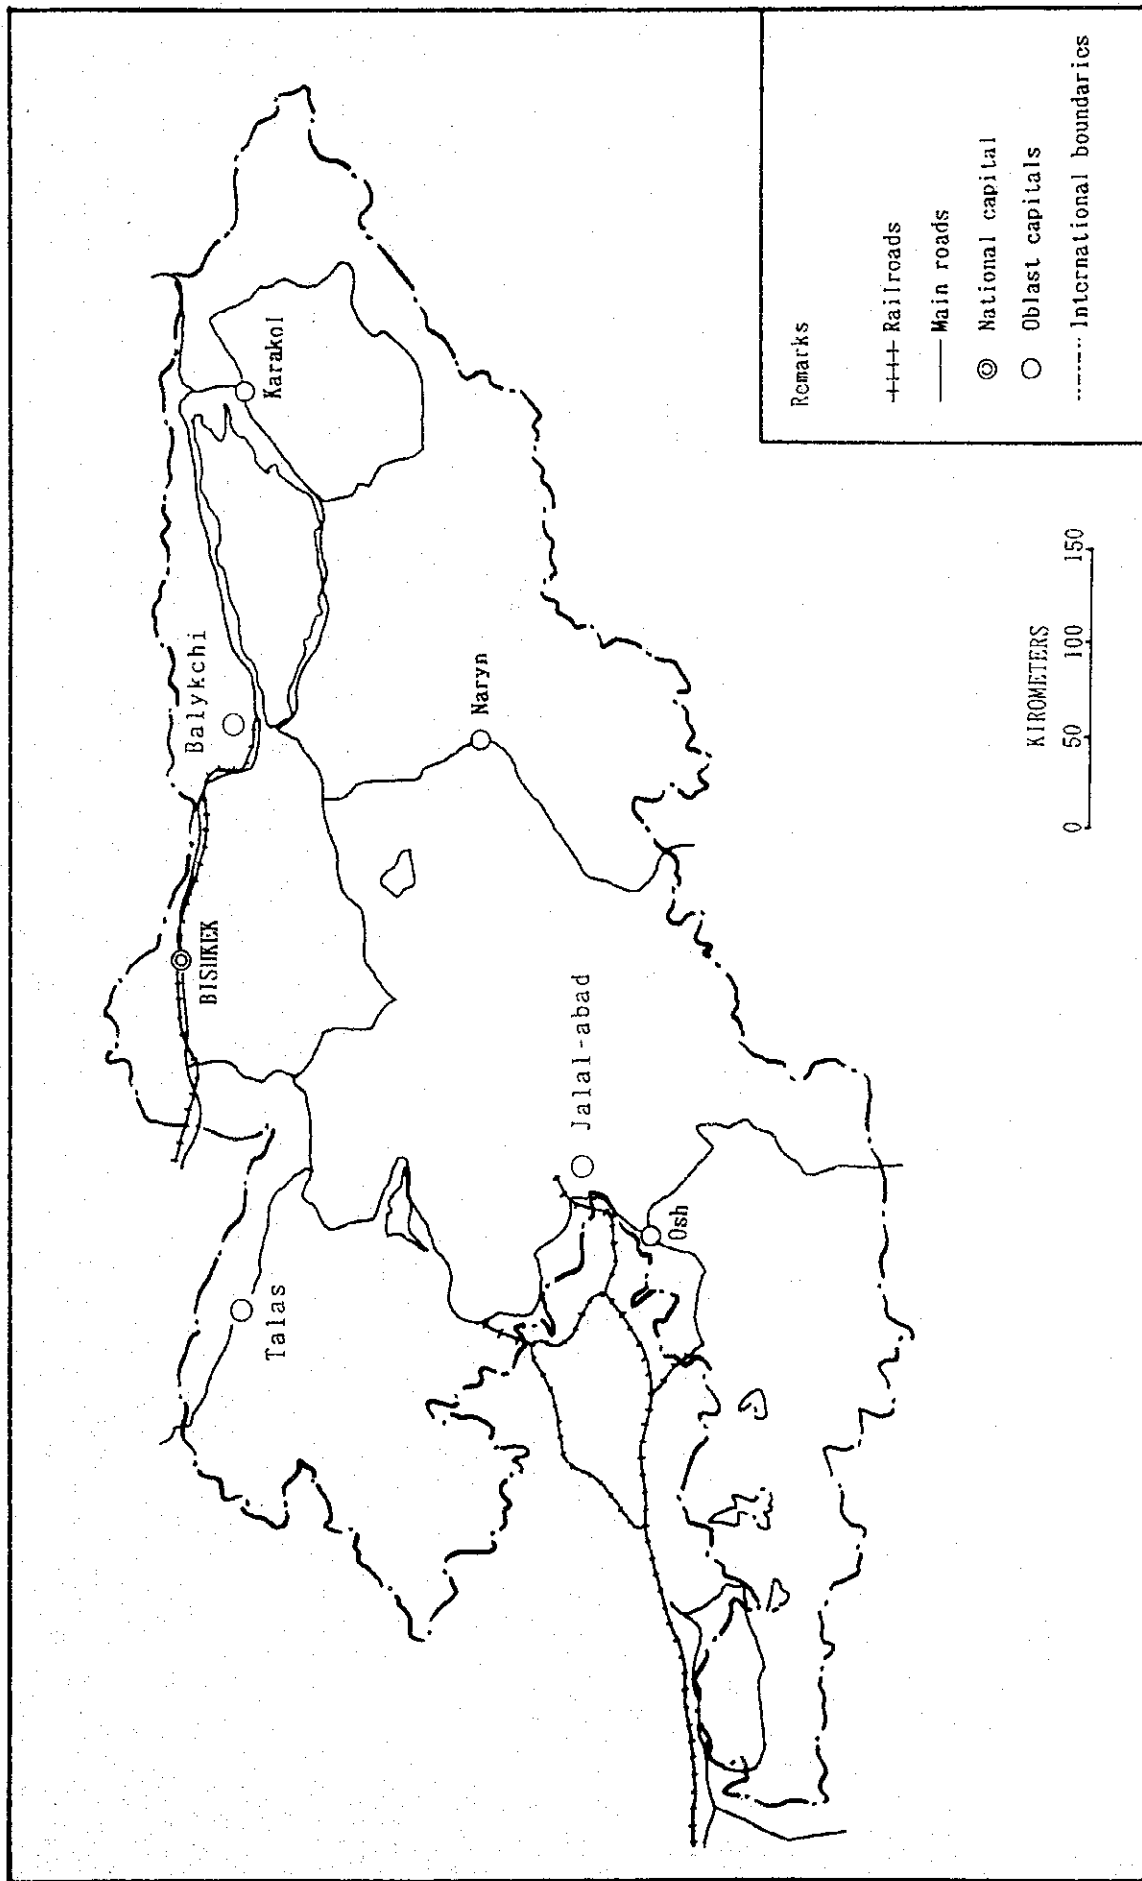 Talas
BISHKEK
Balykchi
Karakol
Naryn
Jalal-abad
Osh
KIROMETERS
0 50 100 150
Remarks
Railroads
Main roads
National capital
Oblast capitals
International boundarics